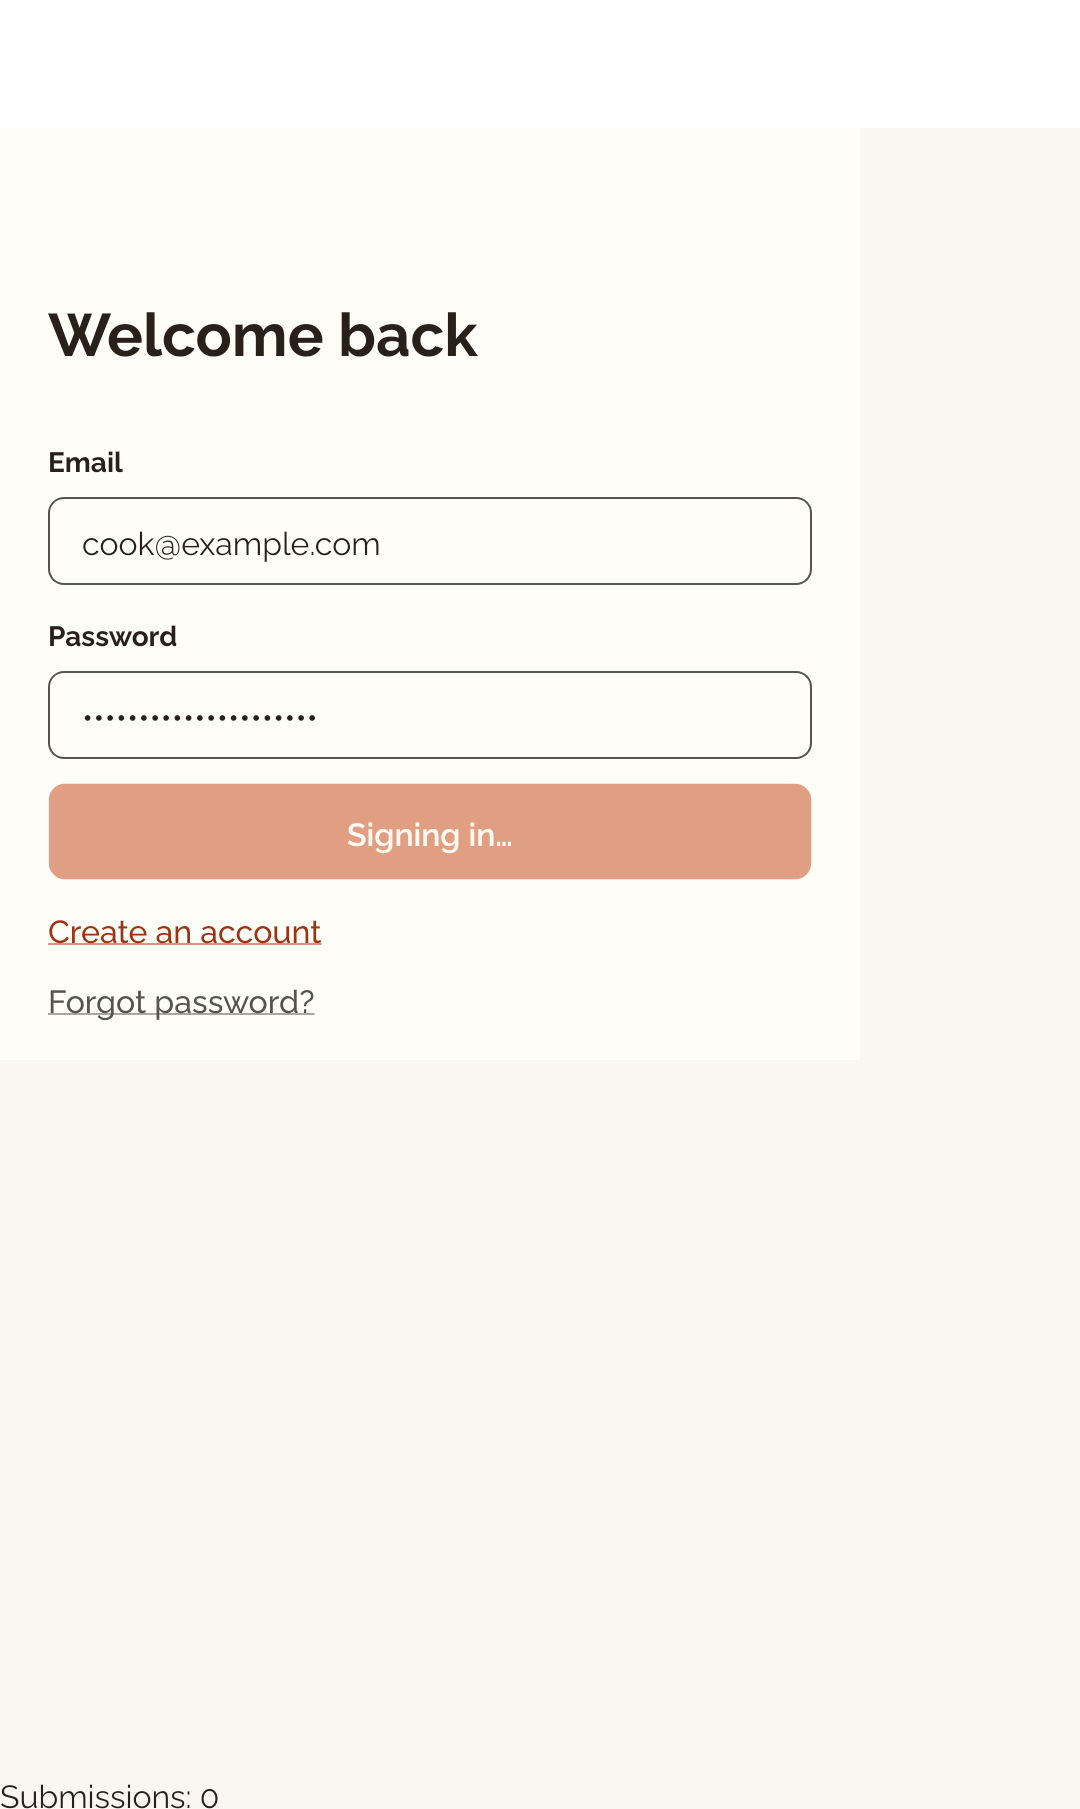 Welcome back
Email
cook@example.com
Password
•••••••••••••••••••••
Signing in…
Create an account
Forgot password?
Submissions: 0